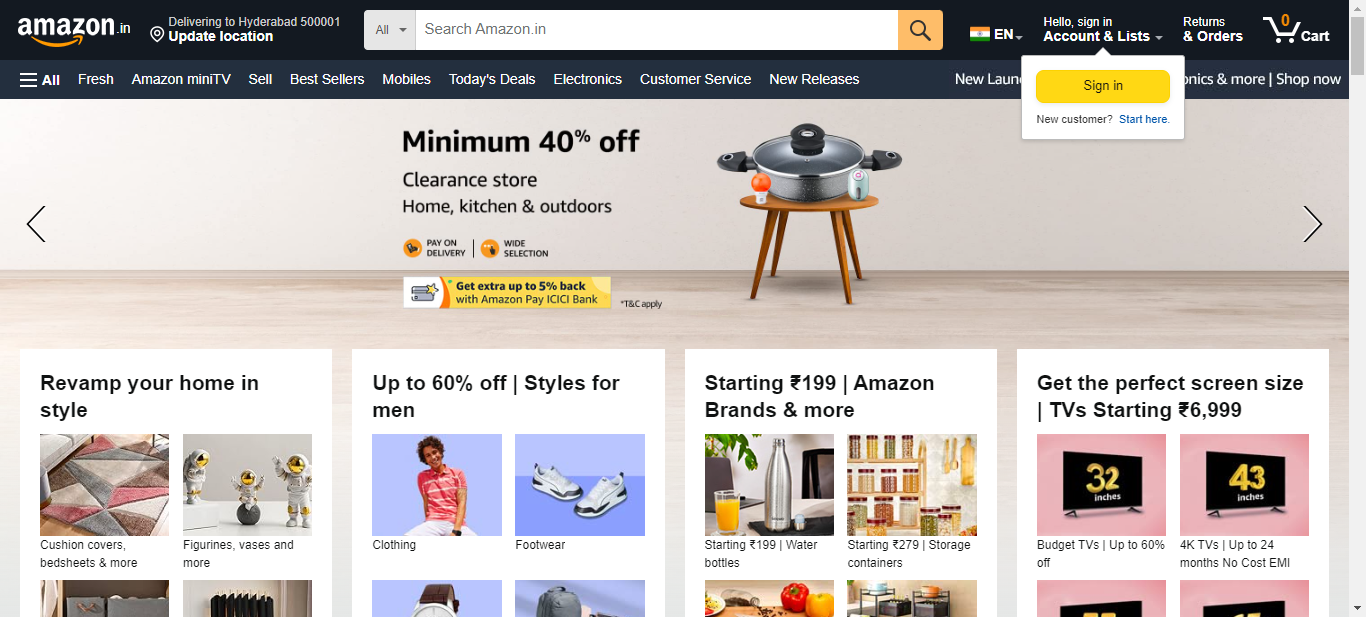 amazon.in
Delivering to Hyderabad 500001
Update location
All
Search Amazon.in
EN
Hello, sign in
Account & Lists
Returns
& Orders
0
Cart
All
Fresh
Amazon miniTV
Sell
Best Sellers
Mobiles
Today's Deals
Electronics
Customer Service
New Releases
New
& more | Shop now
Sign in
New customer? Start here.
Minimum 40% off
Clearance store
Home, kitchen & outdoors
PAY ON
DELIVERY
WIDE
SELECTION
Get extra up to 5% back
with Amazon Pay ICICI Bank
*T&C apply
Revamp your home in
style
Cushion covers,
bedsheets & more
Figurines, vases and
more
Up to 60% off | Styles for
men
Clothing
Footwear
Starting ₹199 | Amazon
Brands & more
Starting ₹199 | Water
bottles
Starting ₹279 | Storage
containers
Get the perfect screen size
| TVs Starting ₹6,999
32
inches
43
inches
Budget TVs | Up to 60%
off
4K TVs | Up to 24
months No Cost EMI